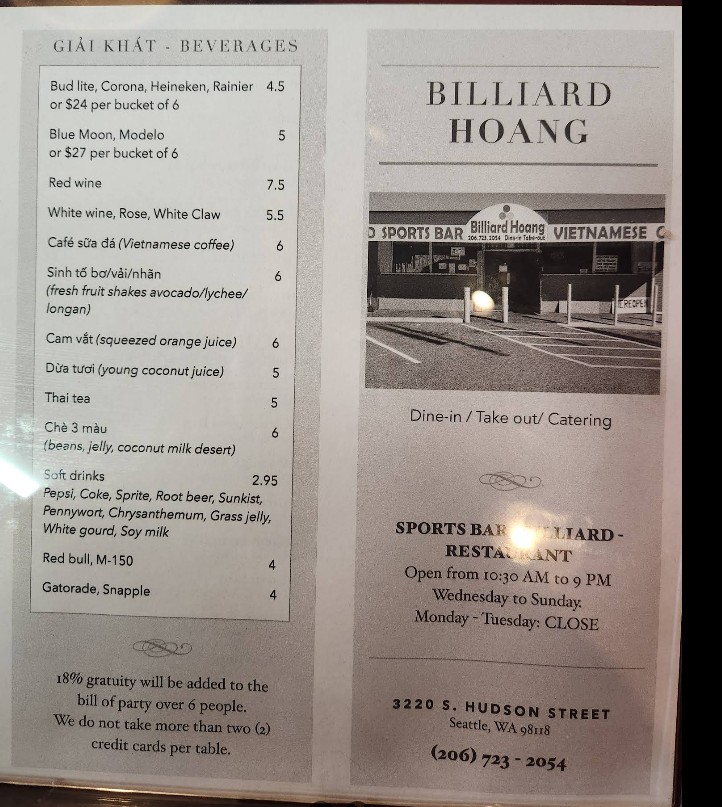 GIẢI KHÁT - BEVERAGES
Bud lite, Corona, Heineken, Rainier 4.5
or $24 per bucket of 6
Blue Moon, Modelo 5
or $27 per bucket of 6
Red wine 7.5
White wine, Rose, White Claw 5.5
Café sữa đá (Vietnamese coffee) 6
Sinh tố bơ/vải/nhãn 6
(fresh fruit shakes avocado/lychee/
longan)
Cam vắt (squeezed orange juice) 6
Dừa tươi (young coconut juice) 5
Thai tea 5
Chè 3 màu 6
(beans, jelly, coconut milk desert)
Soft drinks 2.95
Pepsi, Coke, Sprite, Root beer, Sunkist,
Pennywort, Chrysanthemum, Grass jelly,
White gourd, Soy milk
Red bull, M-150 4
Gatorade, Snapple 4
18% gratuity will be added to the
bill of party over 6 people.
We do not take more than two (2)
credit cards per table.
BILLIARD
HOANG
SPORTS BAR
Billiard Hoang
206.723.2054 Dine-in Take-out
VIETNAMESE
Dine-in / Take out/ Catering
SPORTS BAR -
RESTAURANT
Open from 10:30 AM to 9 PM
Wednesday to Sunday.
Monday - Tuesday: CLOSE
3220 S. HUDSON STREET
Seattle, WA 98118
(206) 723 - 2054